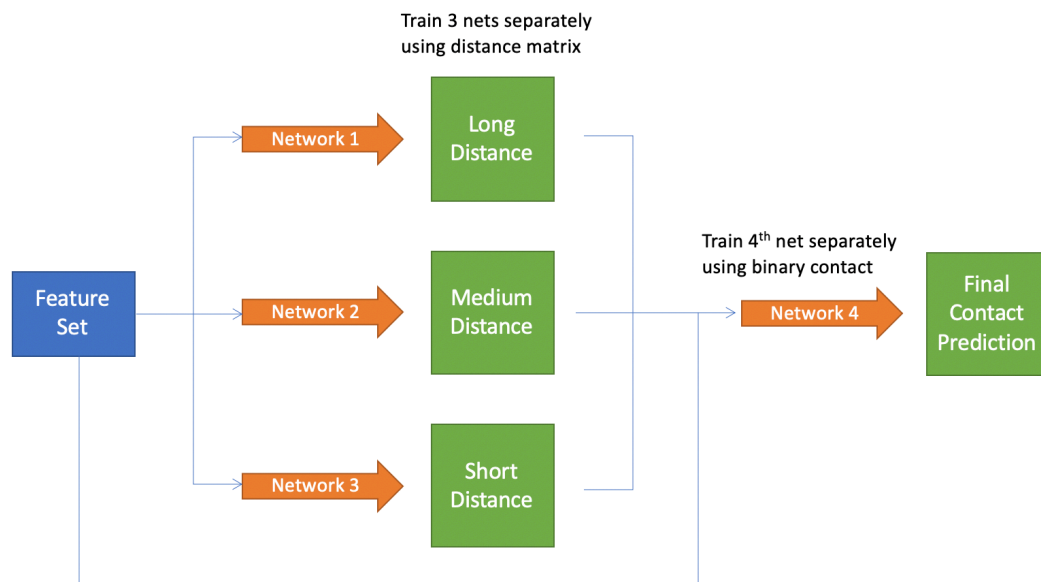 Train 3 nets separately
using distance matrix
Network 1
Long
Distance
Train 4th net separately
using binary contact
Feature
Set
Network 2
Medium
Distance
Network 4
Final
Contact
Prediction
Network 3
Short
Distance